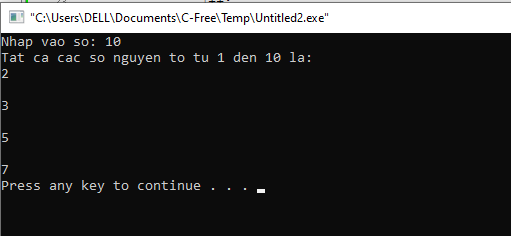 "C:\Users\DELL\Documents\C-Free\Temp\Untitled2.exe"
Nhap vao so: 10
Tat ca cac so nguyen to tu 1 den 10 la:
2
3
5
7
Press any key to continue . . .